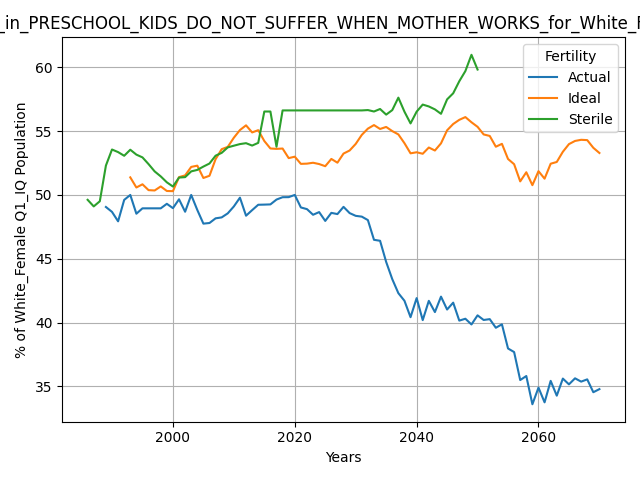 _in_PRESCHOOL_KIDS_DO_NOT_SUFFER_WHEN_MOTHER_WORKS_for_White_F
Fertility
Actual
Ideal
Sterile
% of White_Female Q1_IQ Population
60
55
50
45
40
35
2000
2020
2040
2060
Years